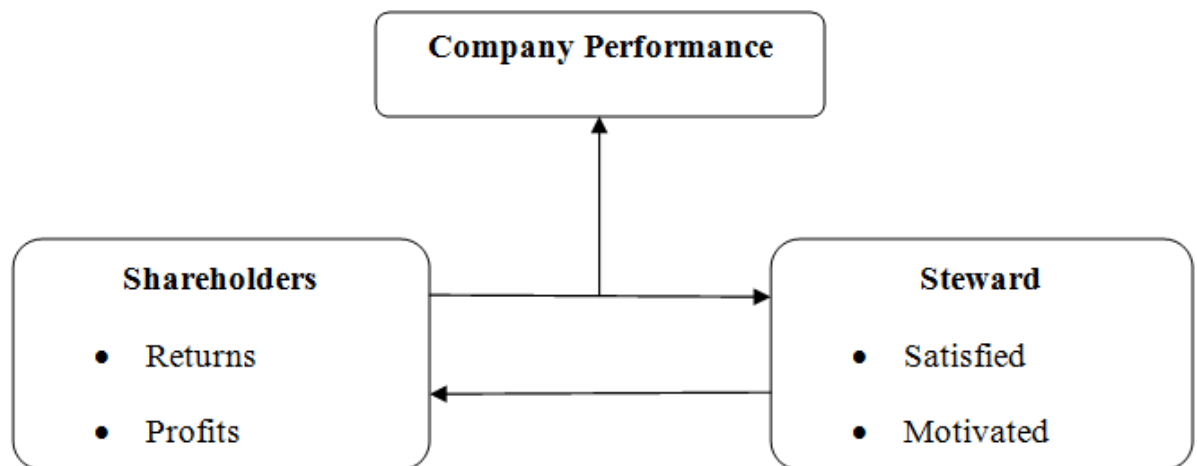 Company Performance
Shareholders
• Returns
• Profits
Steward
• Satisfied
• Motivated